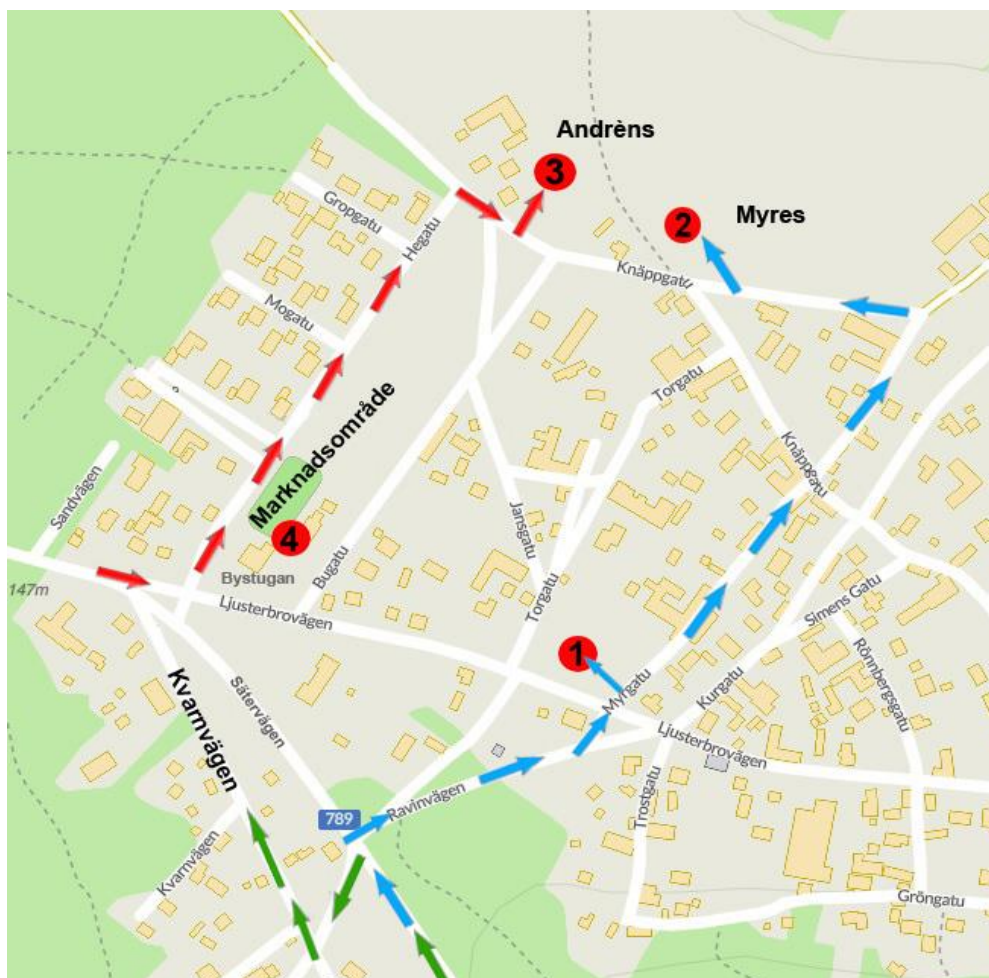 Andrèns
3
2
Myres
Gropgatu
Hegatu
Knäppgatu
Mogatu
Torgatu
Marknadsområde
Knäppgatu
Sandvägen
4
Jansgatu
147m
Bystugan
Bugatu
Ljusterbrovägen
Torgatu
Simens Gatu
1
Rönnbergsgatu
Kvarnvägen
Sätervägen
Myrgatu
Kurgatu
Ljusterbrovägen
789
Ravinvägen
Trostgatu
Kvarnvägen
Gröngatu